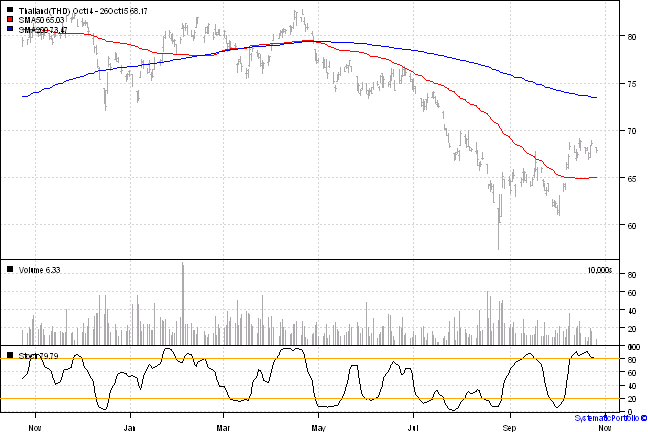 Thailand(THD) Oct14 - 26Oct15 68.17
SMA50 65.03
SMA200 73.47
80
75
70
65
60
Volume 6.33
10,000s
80
60
40
20
0
Stoch 79.79
100
80
60
40
20
0
Nov Jan Mar May Jul Sep Nov
SystematicPortfolio ©